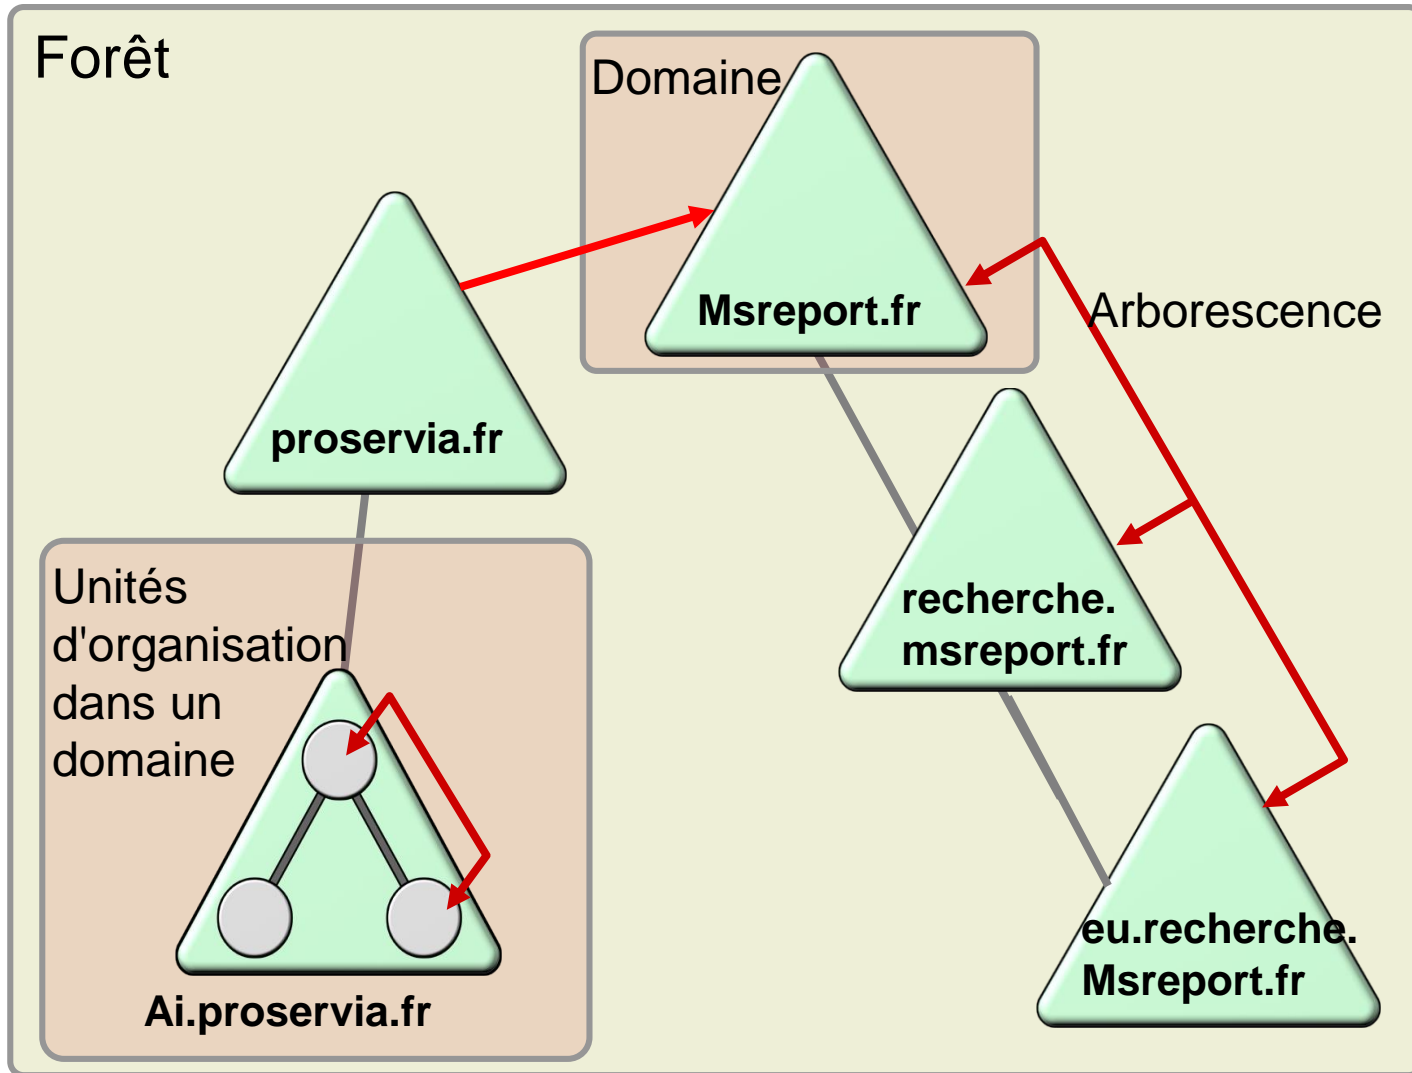 Forêt
Domaine
Msreport.fr
Arborescence
proservia.fr
recherche.
msreport.fr
Unités
d'organisation
dans un
domaine
eu.recherche.
Msreport.fr
Ai.proservia.fr